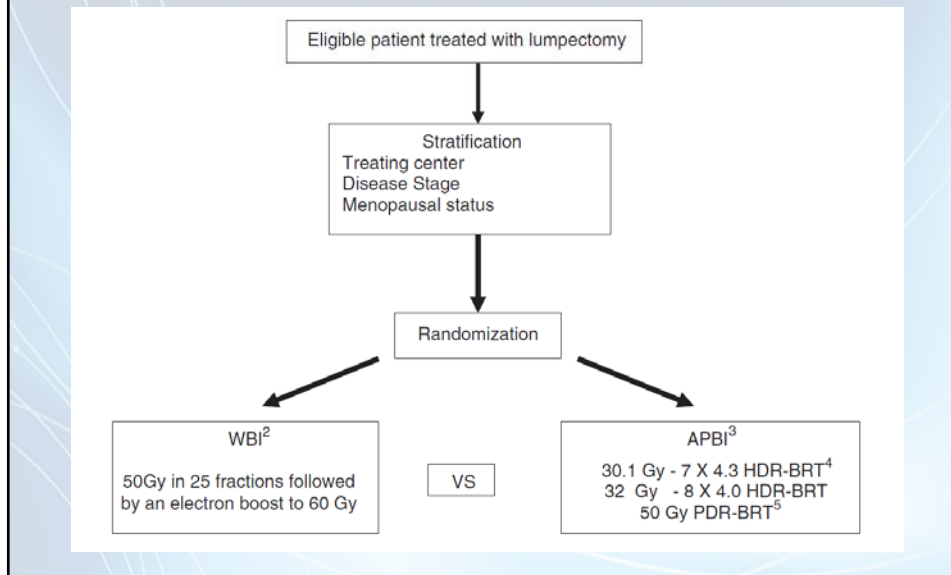 Eligible patient treated with lumpectomy
Stratification
Treating center
Disease Stage
Menopausal status
Randomization
WBI²
50Gy in 25 fractions followed
by an electron boost to 60 Gy
VS
APBI³
30.1 Gy - 7 X 4.3 HDR-BRT⁴
32 Gy - 8 X 4.0 HDR-BRT
50 Gy PDR-BRT⁵